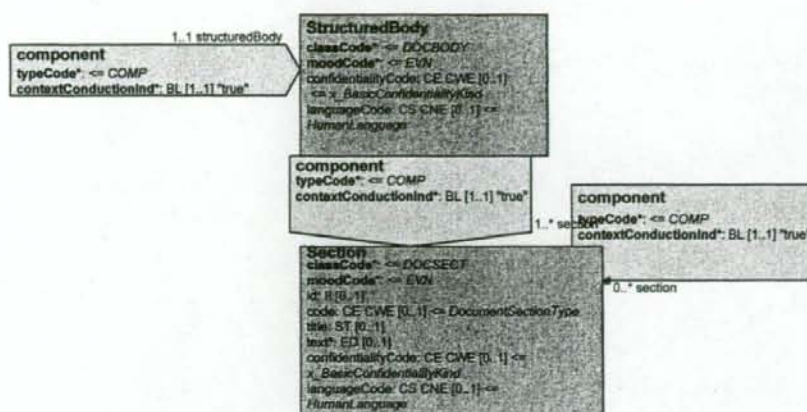 1..1 structuredBody
component
typeCode*: <= COMP
contextConductionInd*: BL [1..1] "true"
StructuredBody
classCode*: <= DOCBODY
moodCode*: <= EVN
confidentialityCode: CE CWE [0..1]
<= x_BasicConfidentialityKind
languageCode: CS CNE [0..1] <=
HumanLanguage
component
typeCode*: <= COMP
contextConductionInd*: BL [1..1] "true"
1..* section
component
typeCode*: <= COMP
contextConductionInd*: BL [1..1] "true"
0..* section
Section
classCode*: <= DOCSECT
moodCode*: <= EVN
id: II [0..1]
code: CE CWE [0..1] <= DocumentSectionType
title: ST [0..1]
text*: ED [0..1]
confidentialityCode: CE CWE [0..1] <=
x_BasicConfidentialityKind
languageCode: CS CNE [0..1] <=
HumanLanguage